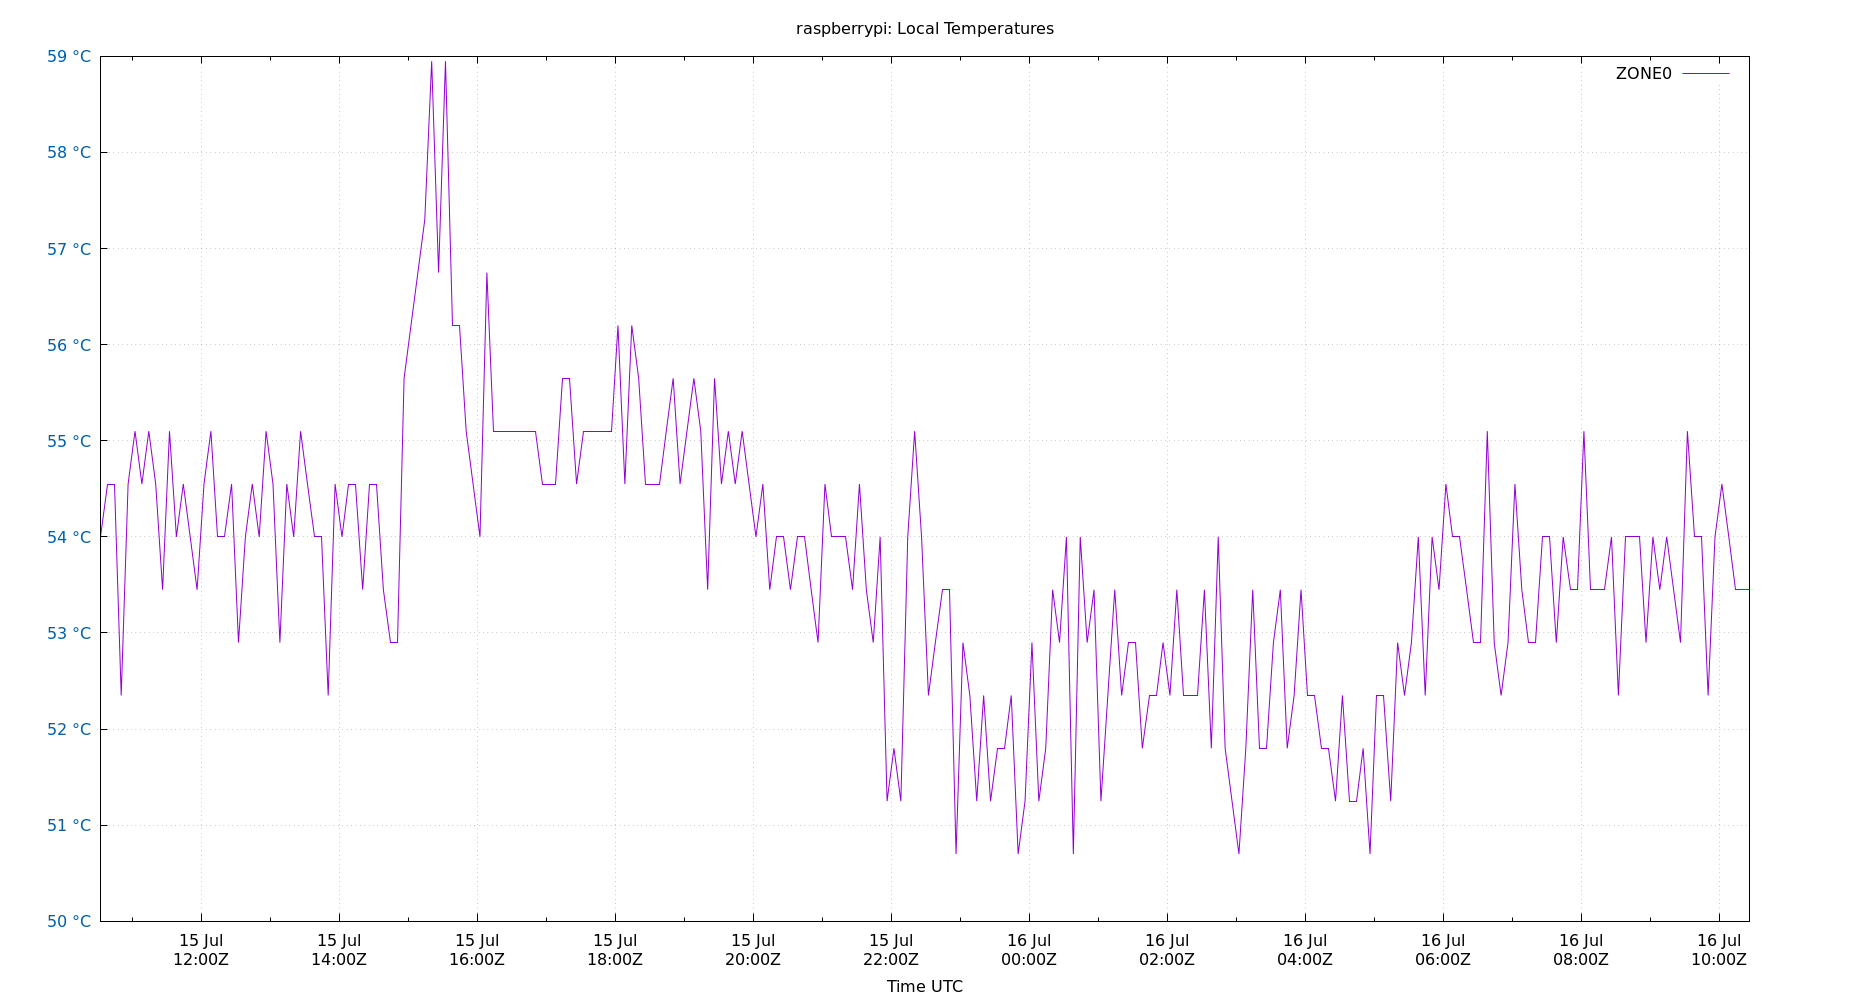 raspberrypi: Local Temperatures
59 °C
58 °C
57 °C
56 °C
55 °C
54 °C
53 °C
52 °C
51 °C
50 °C
ZONE0
15 Jul 12:00Z
15 Jul 14:00Z
15 Jul 16:00Z
15 Jul 18:00Z
15 Jul 20:00Z
15 Jul 22:00Z
16 Jul 00:00Z
16 Jul 02:00Z
16 Jul 04:00Z
16 Jul 06:00Z
16 Jul 08:00Z
16 Jul 10:00Z
Time UTC